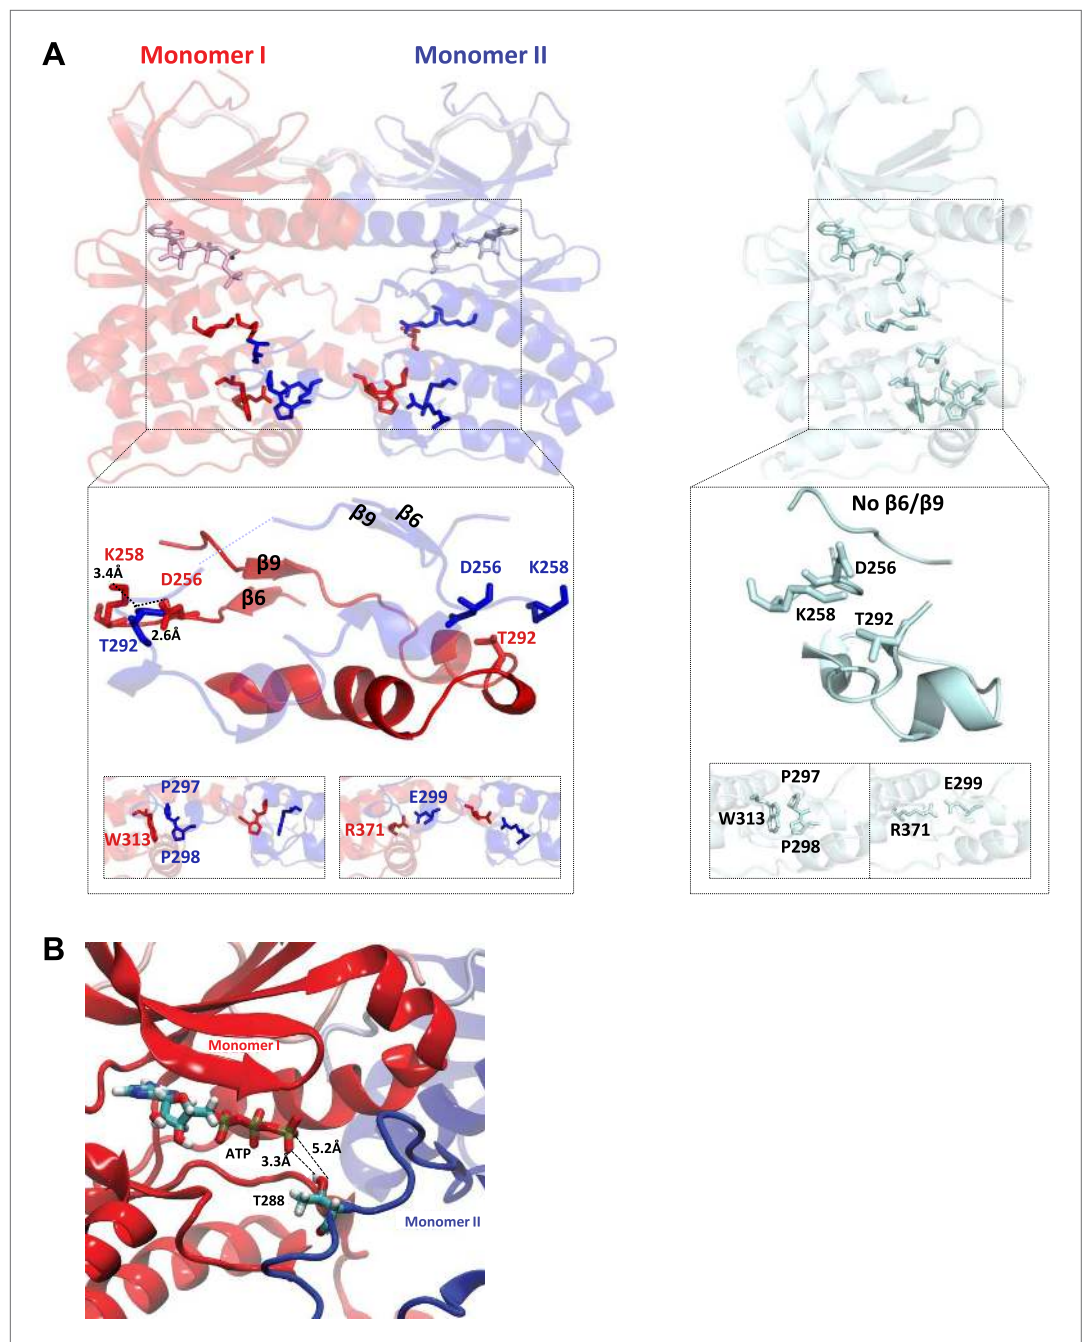 A
Monomer I
Monomer II
β9
β6
K258
3.4Å
D256
β9
β6
T292
2.6Å
D256
K258
T292
P297
W313
P298
E299
R371
No β6/β9
D256
K258
T292
P297
W313
P298
E299
R371
B
Monomer I
ATP
3.3Å
5.2Å
T288
Monomer II